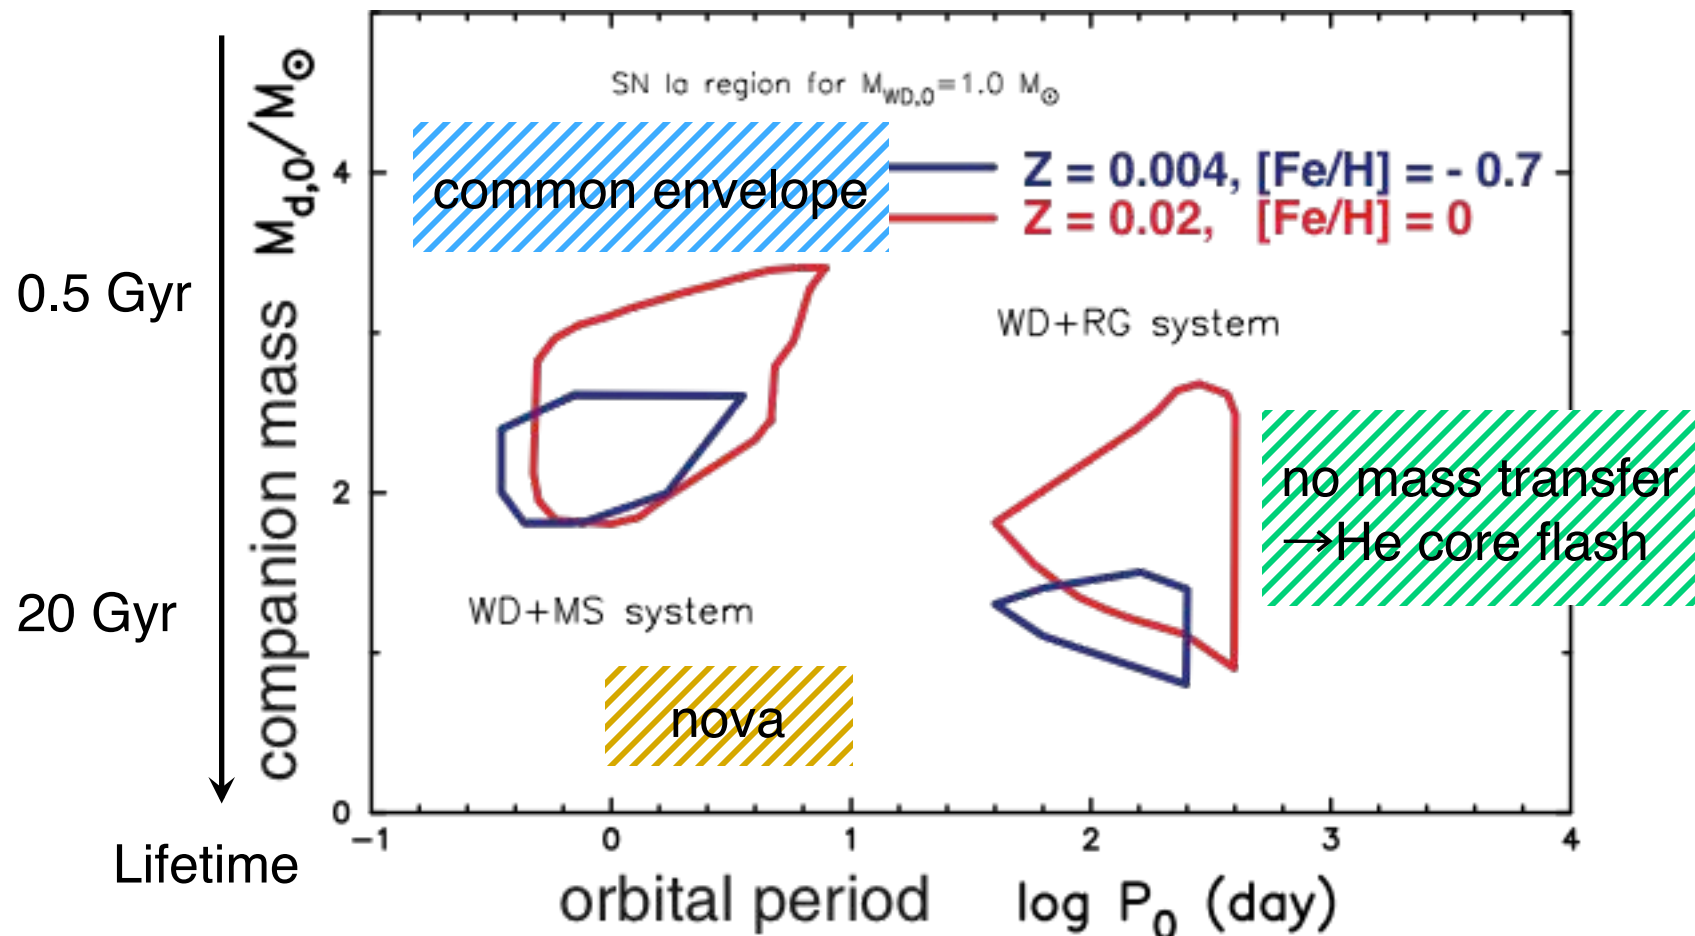 SN Ia region for M_WD,0=1.0 M⊙
common envelope
Z = 0.004, [Fe/H] = - 0.7
Z = 0.02, [Fe/H] = 0
WD+RG system
no mass transfer
→He core flash
WD+MS system
nova
companion mass M_d,0/M⊙
4
2
0
0.5 Gyr
20 Gyr
Lifetime
−1 0 1 2 3 4
orbital period log P_0 (day)